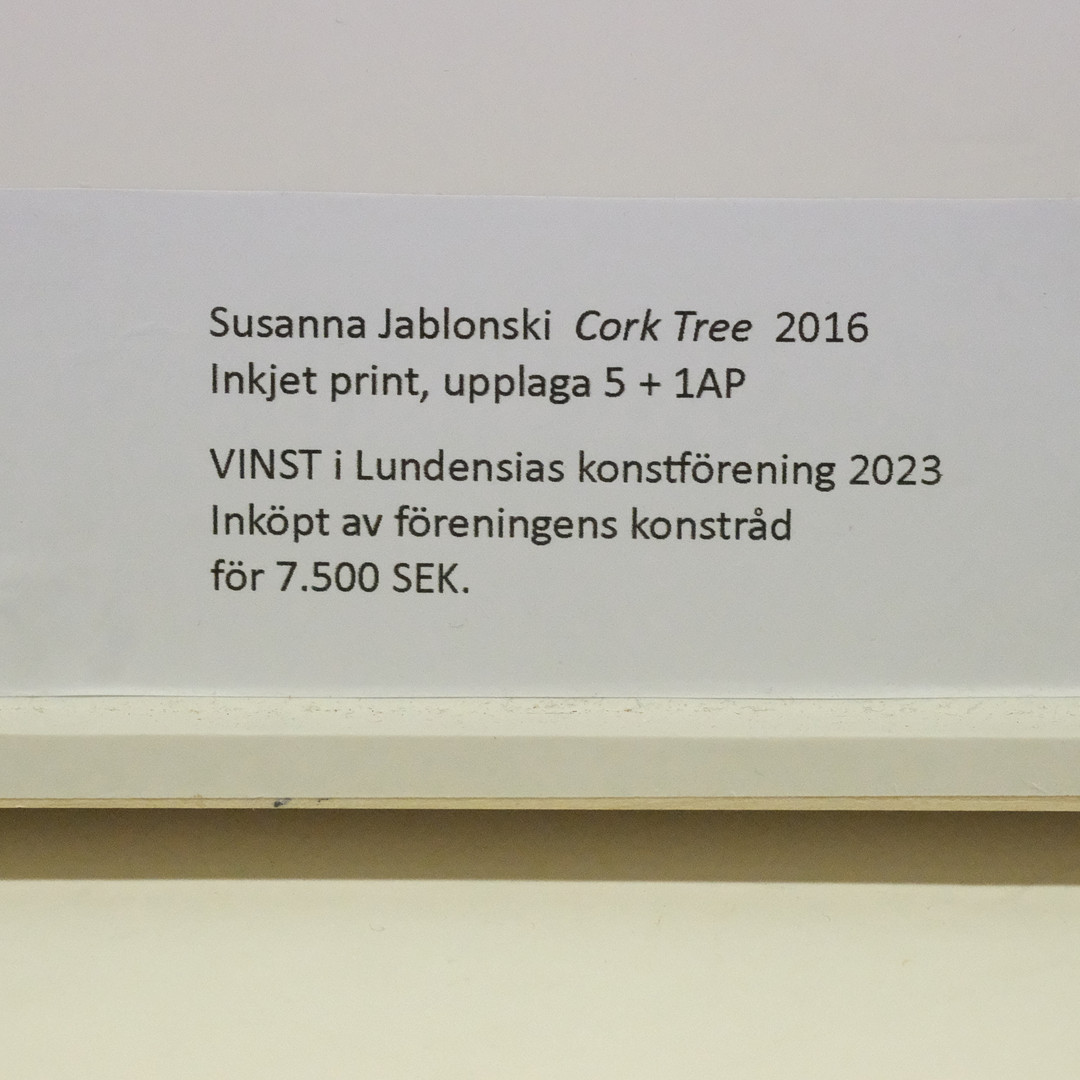 Susanna Jablonski Cork Tree 2016
Inkjet print, upplaga 5 + 1AP
VINST i Lundensias konstförening 2023
Inköpt av föreningens konstråd
för 7.500 SEK.